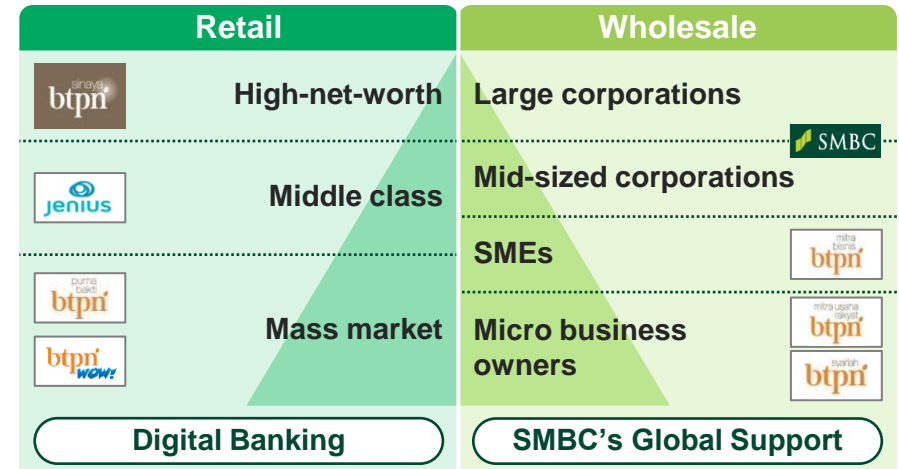 Retail
Wholesale
sinaya
btpn
High-net-worth
Large corporations
SMBC
Jenius
Middle class
Mid-sized corporations
SMEs
mitra
bisnis
btpn
purna
bakti
btpn
Mass market
Micro business
owners
mitra usaha
rakyat
btpn
btpn
wow!
syariah
btpn
Digital Banking
SMBC's Global Support